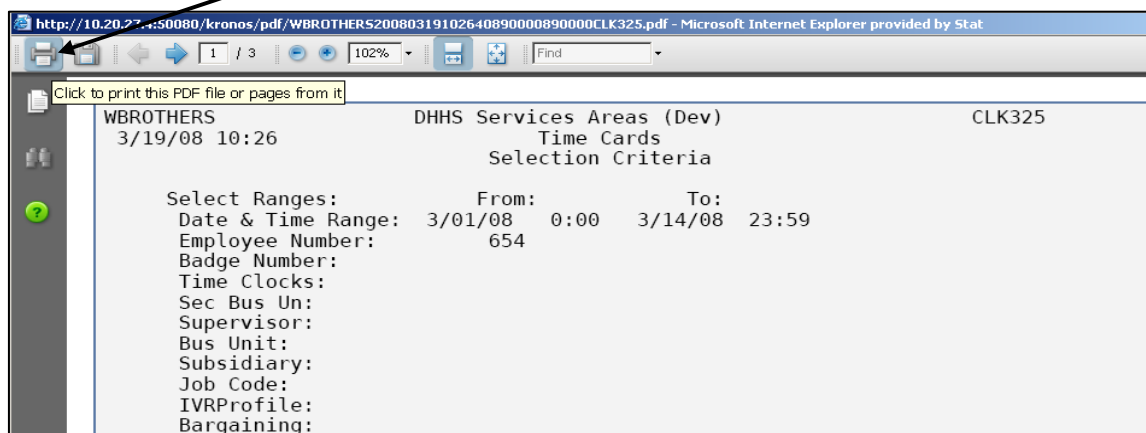 http://10.20.27.4:50080/kronos/pdf/WBROTHERS20080319102640890000890000CLK325.pdf - Microsoft Internet Explorer provided by Stat
1 / 3 102% Find
Click to print this PDF file or pages from it
WBROTHERS DHHS Services Areas (Dev) CLK325
3/19/08 10:26 Time Cards
Selection Criteria
Select Ranges: From: To:
Date & Time Range: 3/01/08 0:00 3/14/08 23:59
Employee Number: 654
Badge Number:
Time Clocks:
Sec Bus Un:
Supervisor:
Bus Unit:
Subsidiary:
Job Code:
IVRProfile:
Bargaining: